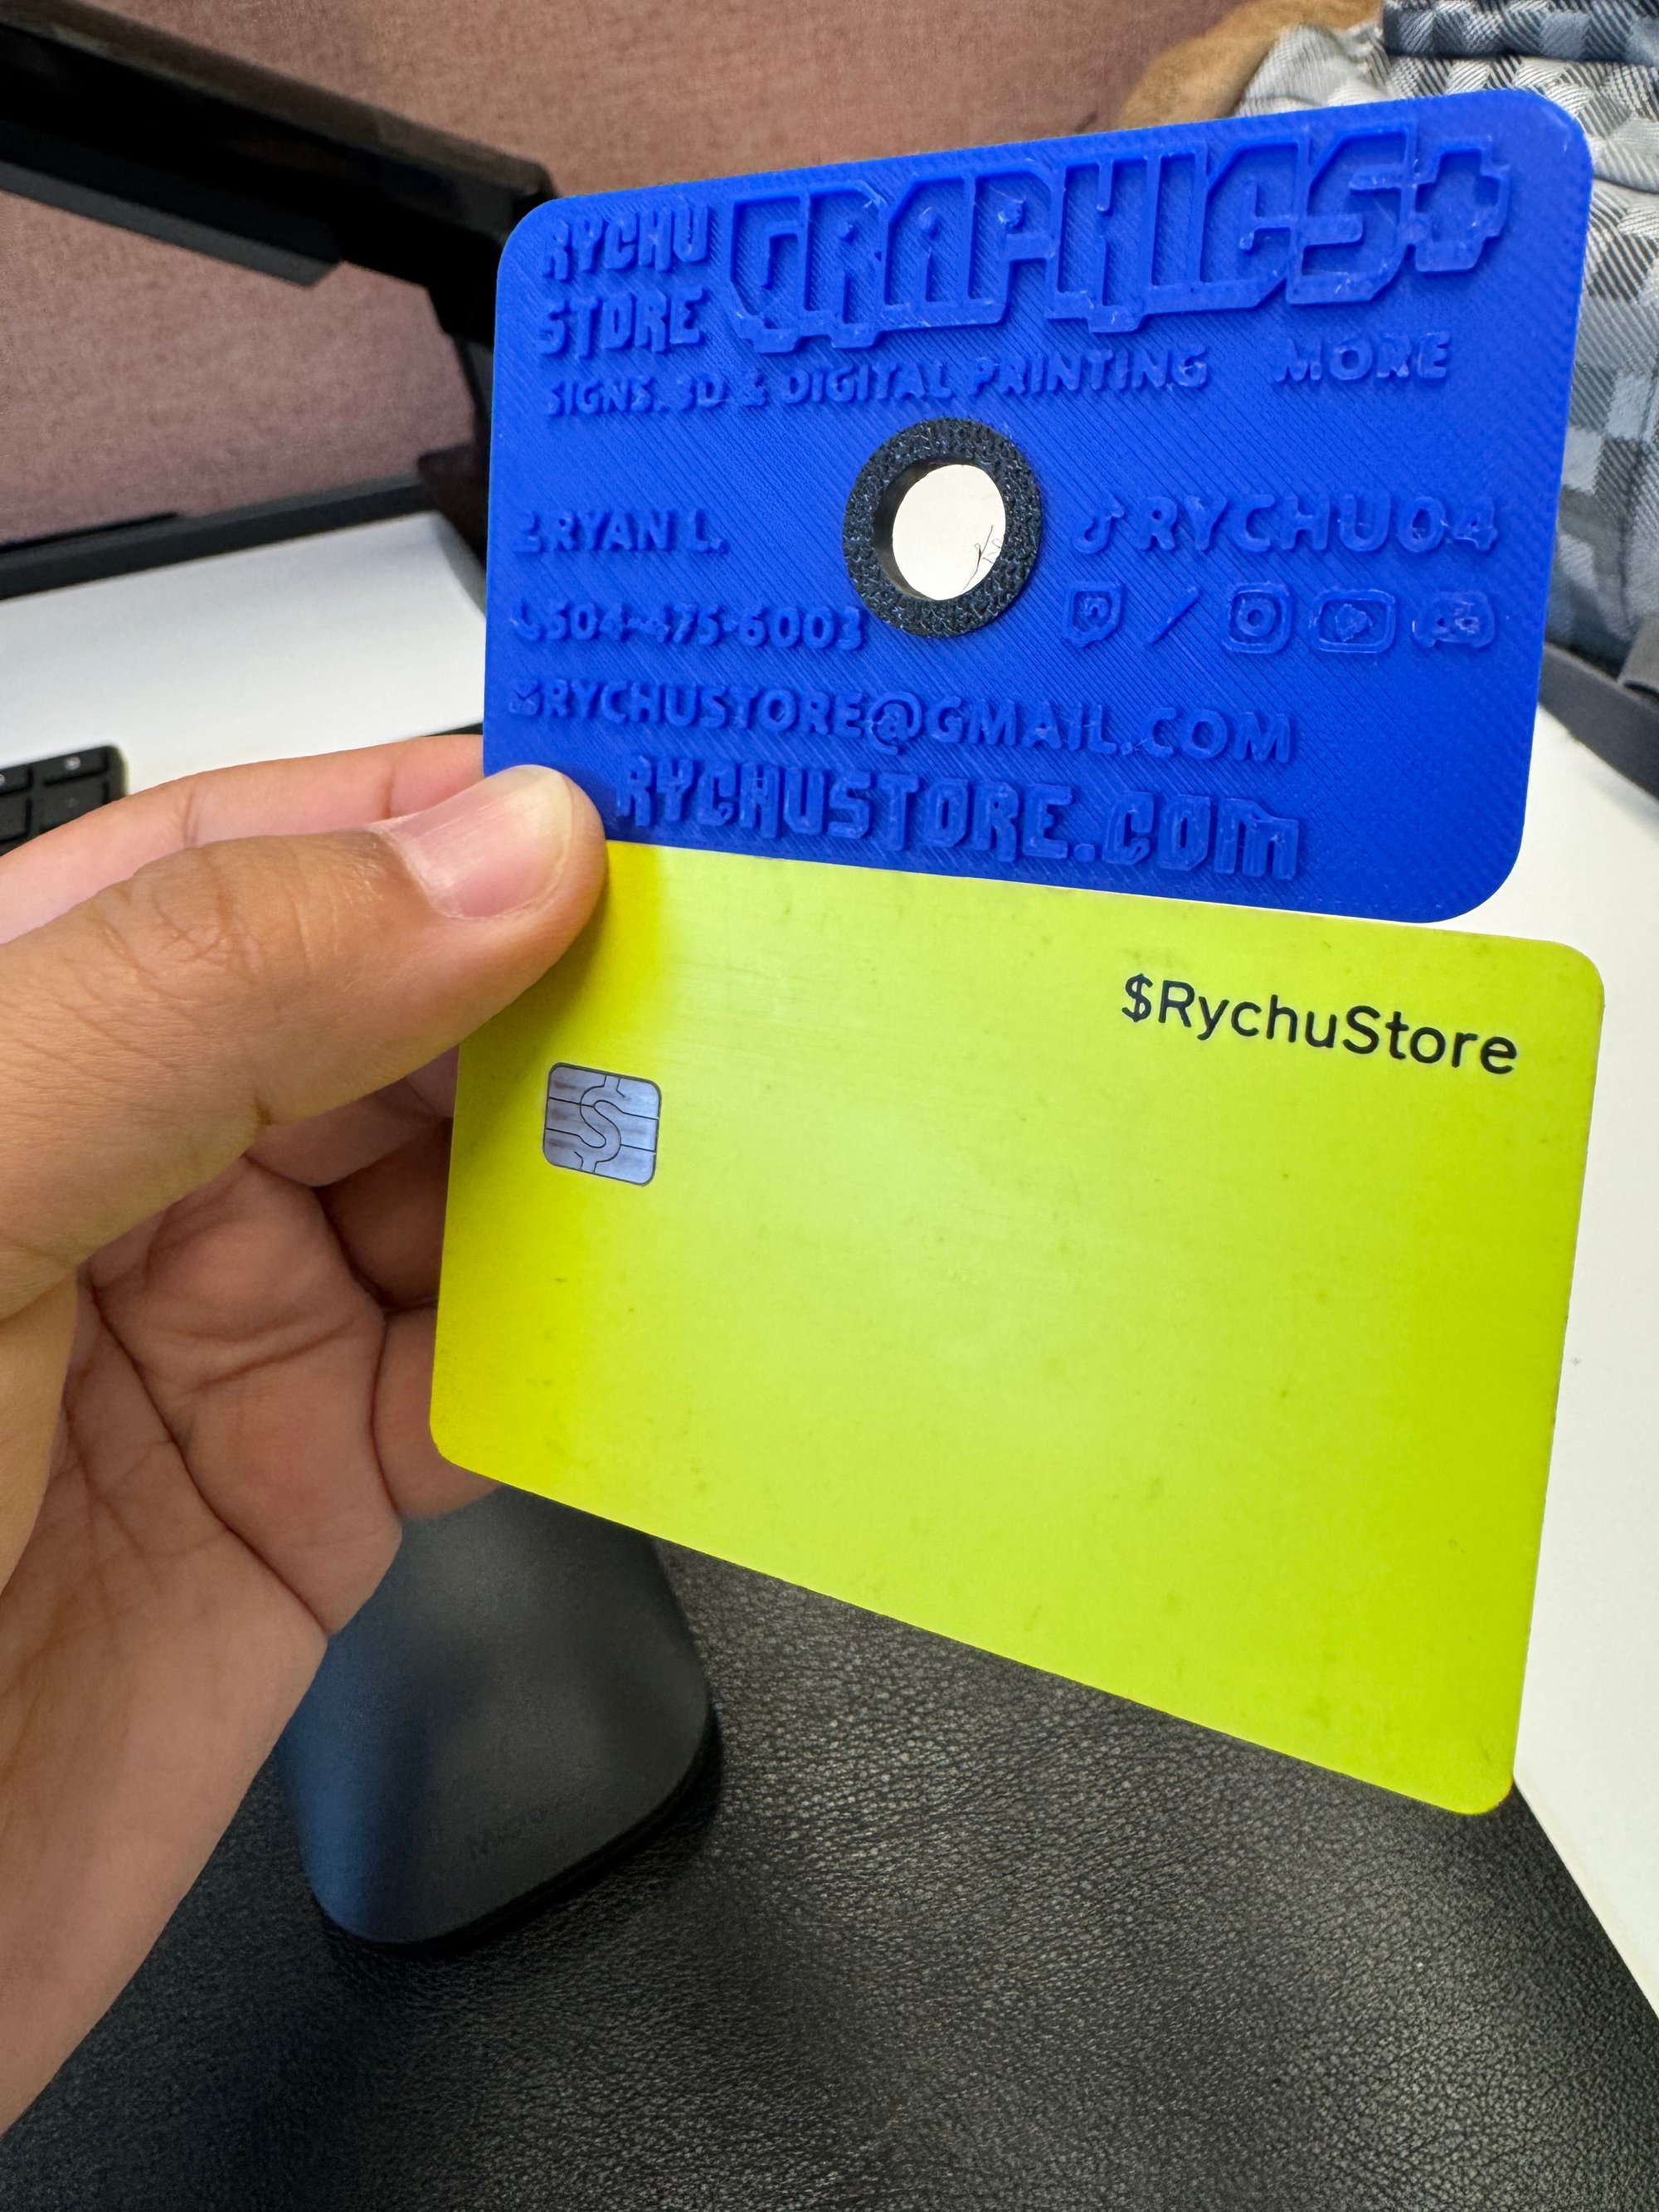 RYCHU
STORE
GRAPHICS+
SIGNS, 3D & DIGITAL PRINTING MORE
RYAN L.
RYCHU04
504-475-6003
RYCHUSTORE@GMAIL.COM
RYCHUSTORE.COM
$RychuStore